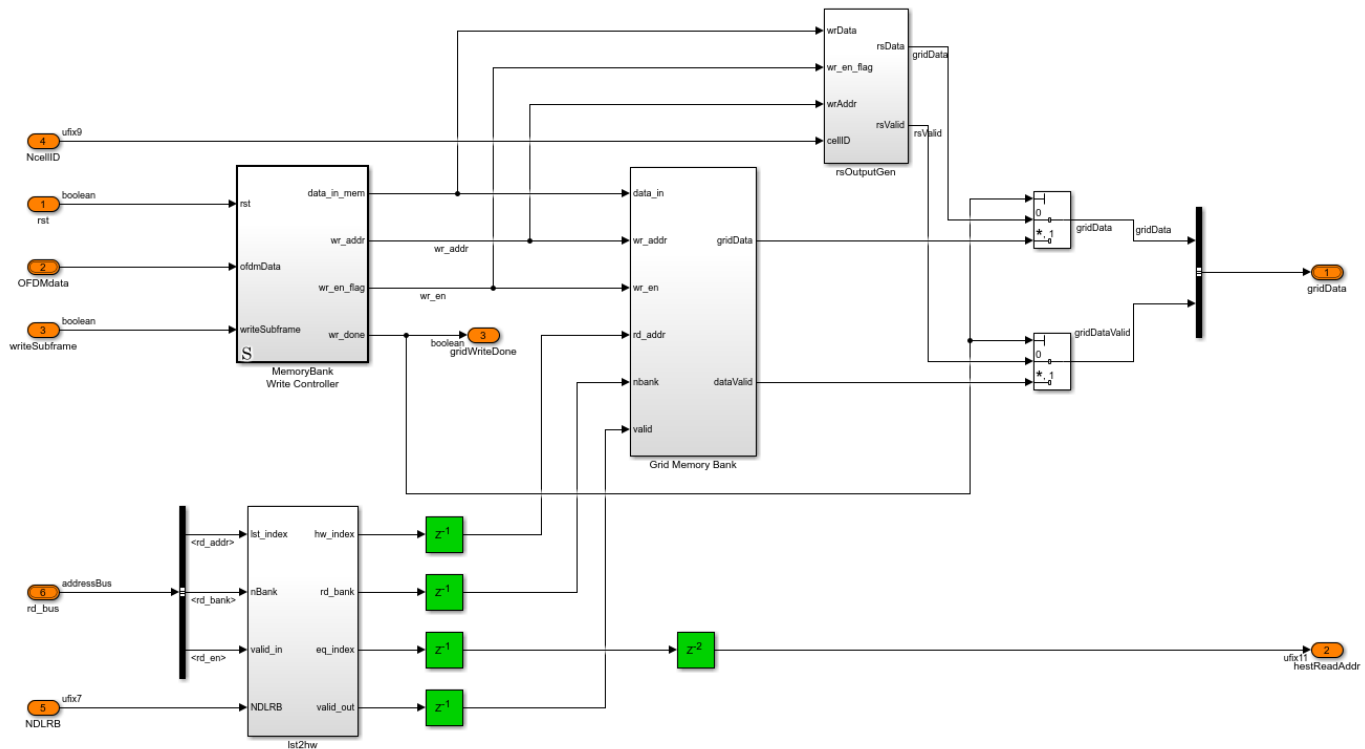 wrData
rsData
gridData
wr_en_flag
wrAddr
rsValid
rsValid
cellID
rsOutputGen
4
ufix9
NcellID
1
boolean
rst
2
OFDMdata
3
boolean
writeSubframe
rst
ofdmData
writeSubframe
data_in_mem
wr_addr
wr_en_flag
wr_done
S
MemoryBank
Write Controller
wr_addr
wr_en
boolean
3
gridWriteDone
data_in
wr_addr
wr_en
rd_addr
nbank
valid
gridData
dataValid
Grid Memory Bank
0
*, 1
gridData
gridData
0
*, 1
gridDataValid
1
gridData
6
addressBus
rd_bus
5
ufix7
NDLRB
<rd_addr>
<rd_bank>
<rd_en>
lst_index
nBank
valid_in
NDLRB
hw_index
rd_bank
eq_index
valid_out
lst2hw
z-1
z-1
z-1
z-1
z-2
ufix11
2
hestReadAddr